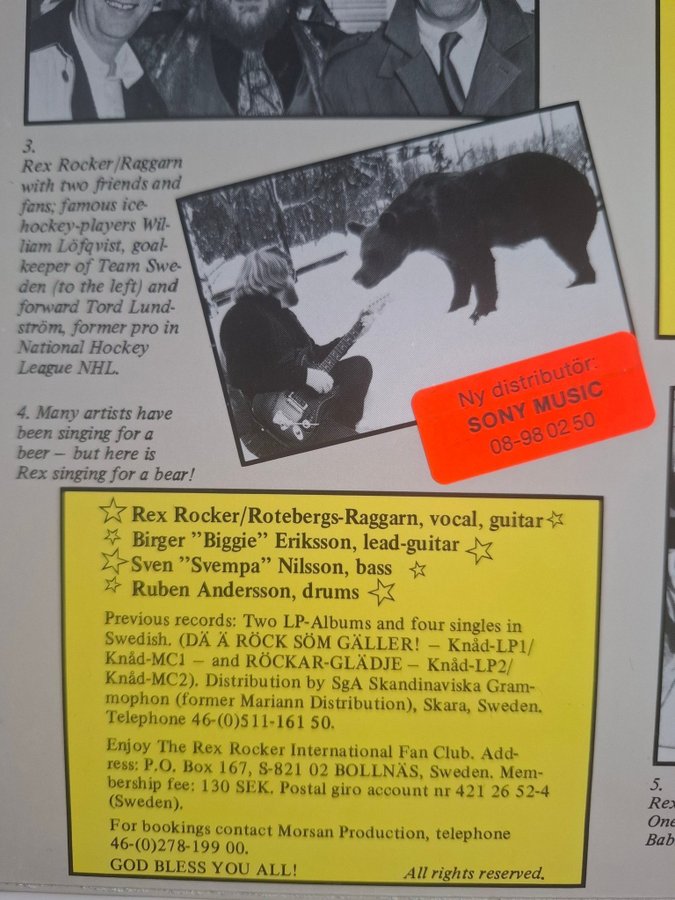 3.
Rex Rocker/Raggarn
with two friends and
fans; famous ice-
hockey-players Wil-
liam Löfqvist, goal-
keeper of Team Swe-
den (to the left) and
forward Tord Lund-
ström, former pro in
National Hockey
League NHL.
4. Many artists have
been singing for a
beer – but here is
Rex singing for a bear!
Ny distributör:
SONY MUSIC
08-98 02 50
Rex Rocker/Rotebergs-Raggarn, vocal, guitar
Birger ”Biggie” Eriksson, lead-guitar
Sven ”Svempa” Nilsson, bass
Ruben Andersson, drums
Previous records: Two LP-Albums and four singles in
Swedish. (DÄ Ä RÖCK SÖM GÄLLER! – Knåd-LP1/
Knåd-MC1 – and RÖCKAR-GLÄDJE – Knåd-LP2/
Knåd-MC2). Distribution by SgA Skandinaviska Gram-
mophon (former Mariann Distribution), Skara, Sweden.
Telephone 46-(0)511-161 50.
Enjoy The Rex Rocker International Fan Club. Add-
ress: P.O. Box 167, S-821 02 BOLLNÄS, Sweden. Mem-
bership fee: 130 SEK. Postal giro account nr 421 26 52-4
(Sweden).
For bookings contact Morsan Production, telephone
46-(0)278-199 00.
GOD BLESS YOU ALL!
All rights reserved.
5.
Rex
One
Bab